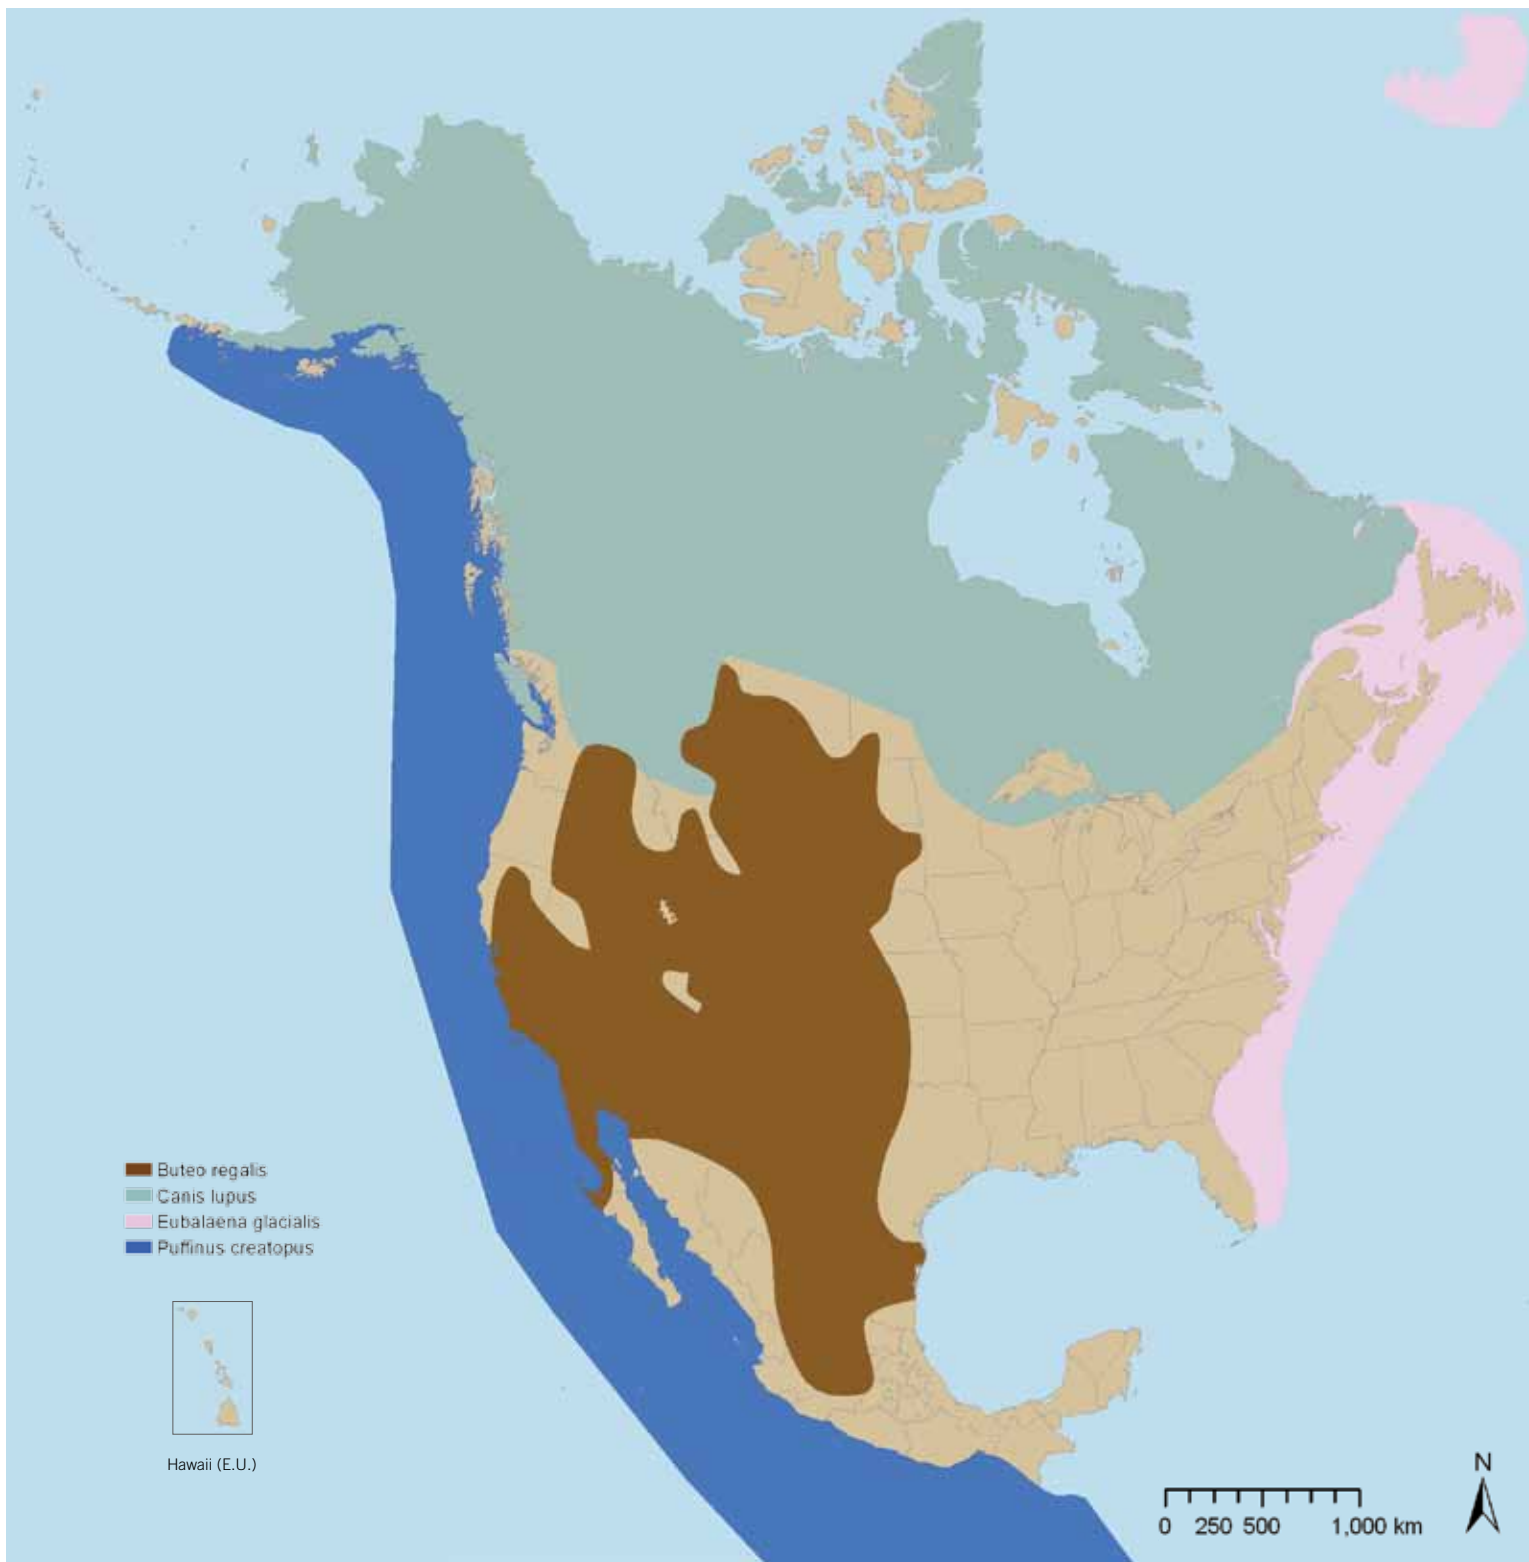 Buteo regalis
Canis lupus
Eubalaena glacialis
Puffinus creatopus
Hawaii (E.U.)
N
0 250 500 1,000 km